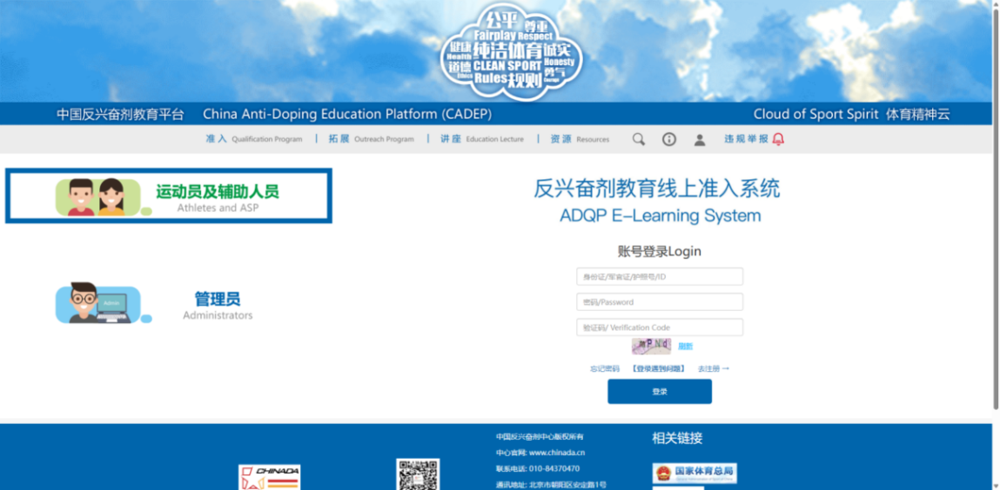 公平 尊重
Fairplay Respect
健康 纯洁体育 诚实
Health
道德 CLEAN SPORT Honesty
Ethics Rules 规则 勇气
Courage
中国反兴奋剂教育平台 China Anti-Doping Education Platform (CADEP) Cloud of Sport Spirit 体育精神云
准入 Qualification Program | 拓展 Outreach Program | 讲座 Education Lecture | 资源 Resources 违规举报
运动员及辅助人员
Athletes and ASP
管理员
Administrators
Admin
反兴奋剂教育线上准入系统
ADQP E-Learning System
账号登录Login
身份证/军官证/护照号/ID
密码/Password
验证码/ Verification Code
刷新
忘记密码 【登录遇到问题】 去注册→
登录
中国反兴奋剂中心版权所有
中心官网: www.chinada.cn
联系电话: 010-84370470
通讯地址: 北京市朝阳区安定路1号
相关链接
CHINADA
国家体育总局